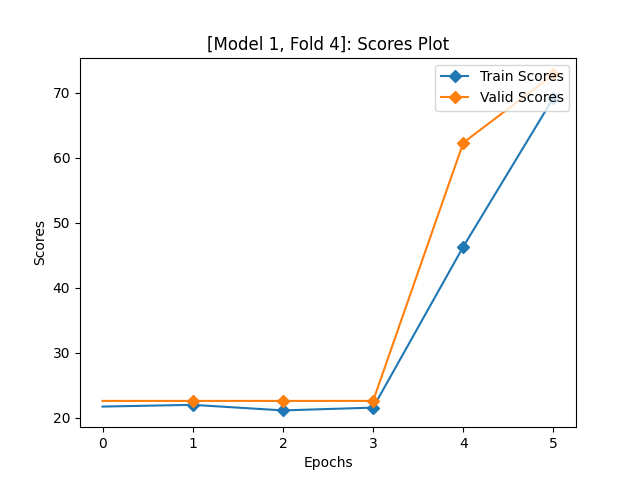 [Model 1, Fold 4]: Scores Plot
Train Scores
Valid Scores
70
60
50
40
30
20
Scores
0 1 2 3 4 5
Epochs